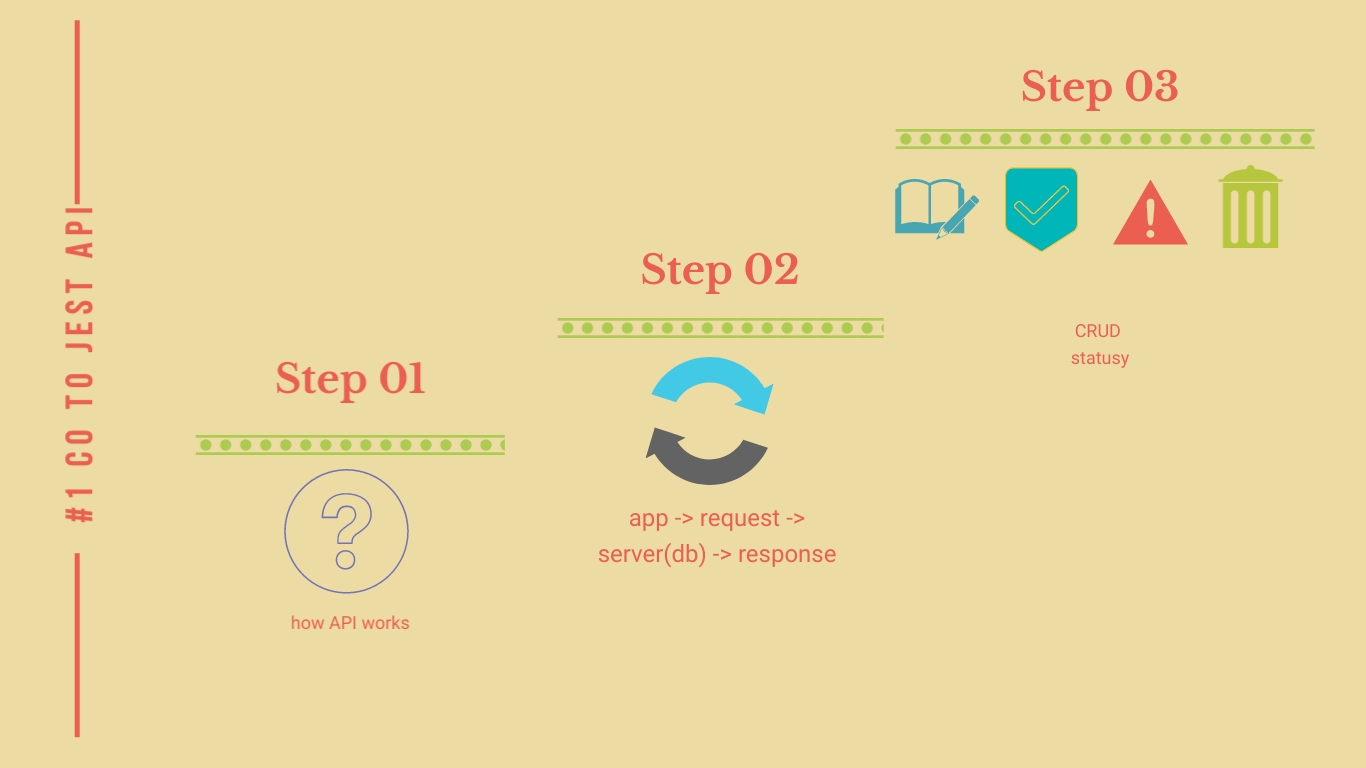 #1 CO TO JEST API
Step 01
how API works
Step 02
app -> request ->
server(db) -> response
Step 03
CRUD
statusy